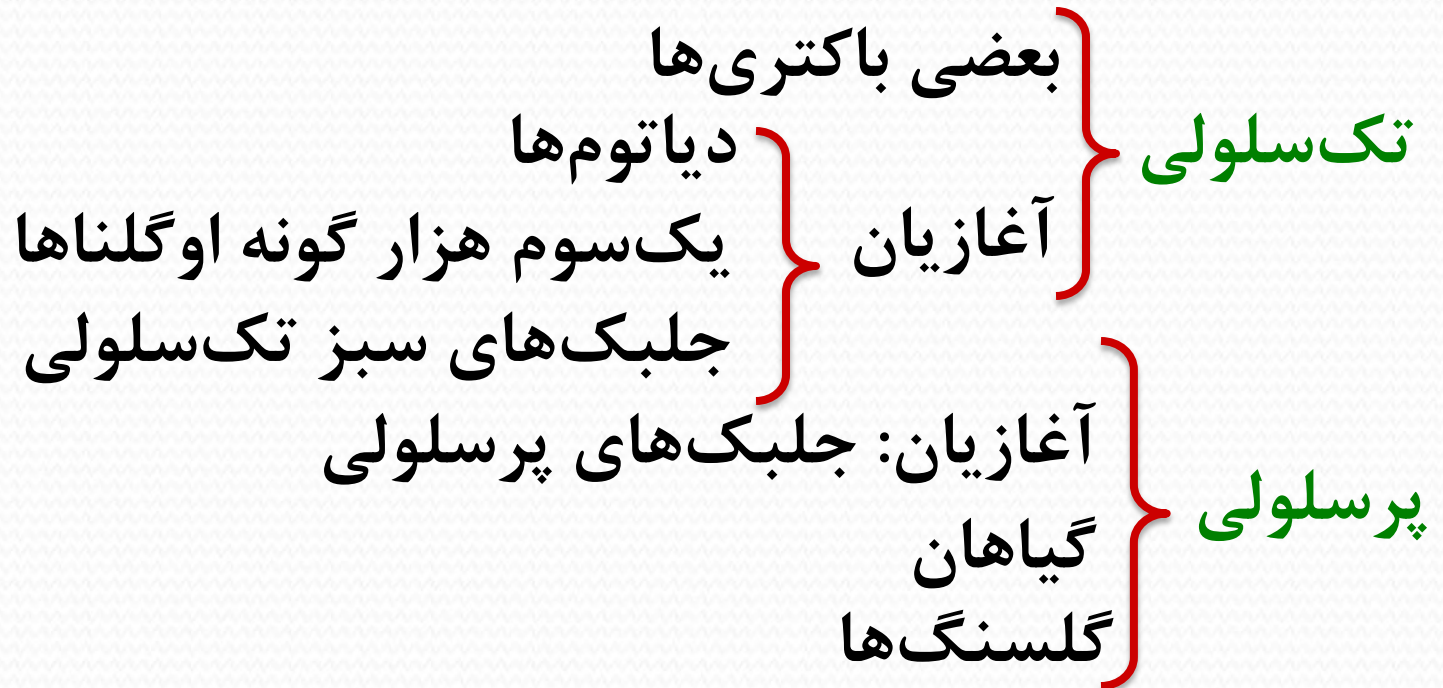 تک‌سلولی
بعضی باکتری‌ها
آغازیان
دیاتوم‌ها
یک‌سوم هزار گونه اوگلناها
جلبک‌های سبز تک‌سلولی
پرسلولی
آغازیان: جلبک‌های پرسلولی
گیاهان
گلسنگ‌ها